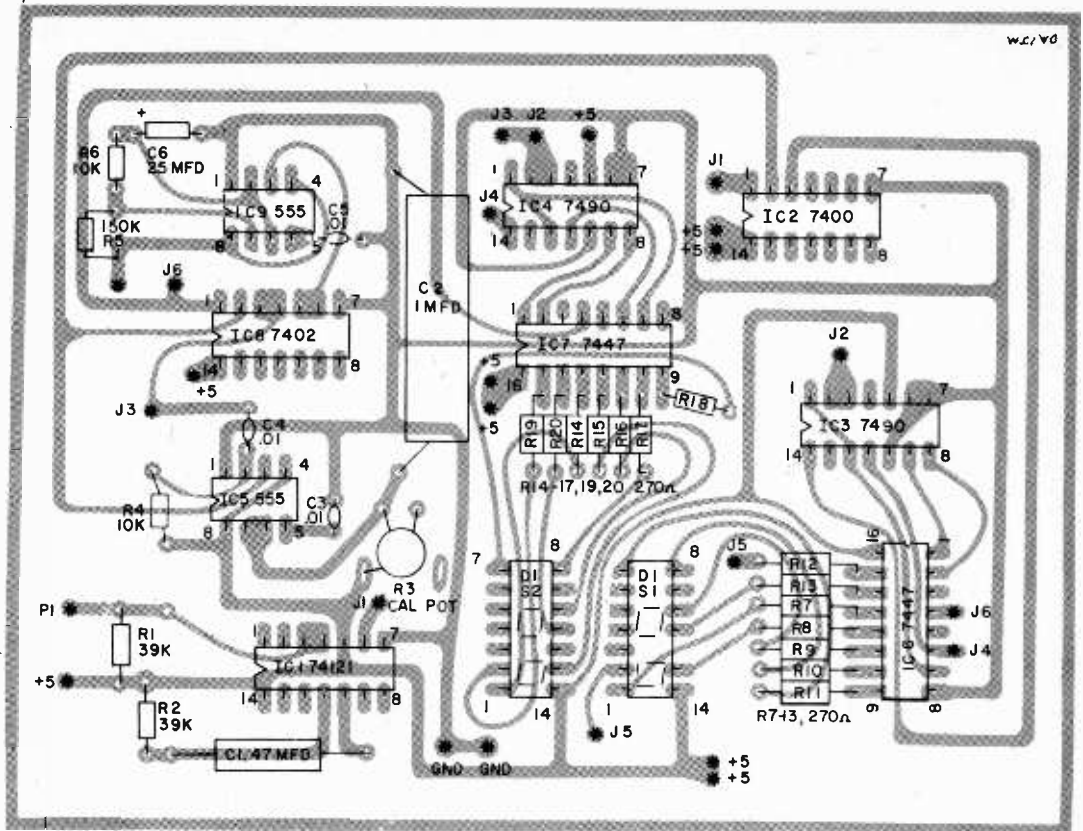 DA/JM
J3 J2 +5
+
R6
10K
C6
25 MFD
1 4
IC9 555
8 5
C5
.01
150K
R5
J6
1 7
IC8 7402
14 8
+5
J3
C4
.01
1 4
IC5 555
8 5
C3
.01
R4
10K
C2
1 MFD
R3
CAL POT
P1
R1
39K
+5
R2
39K
J1
1 7
IC1 74121
14 8
C1 .47 MFD
GND GND
1 7
J4
IC4 7490
14 8
1 8
IC7 7447
+5
16 9
+5
R18
R19 R20 R14 R15 R16 R17
R14-17, 19, 20 270Ω
7 8
DI
S2
1 14
8
DI
S1
1 14
J5
+5
+5
J1
1 7
IC2 7400
+5
+5
14 8
J2
1 7
IC3 7490
14 8
J5
R12
R13
R7
R8
R9
R10
R11
R7-13, 270Ω
16 1
IC6 7447
9 8
J6
J4